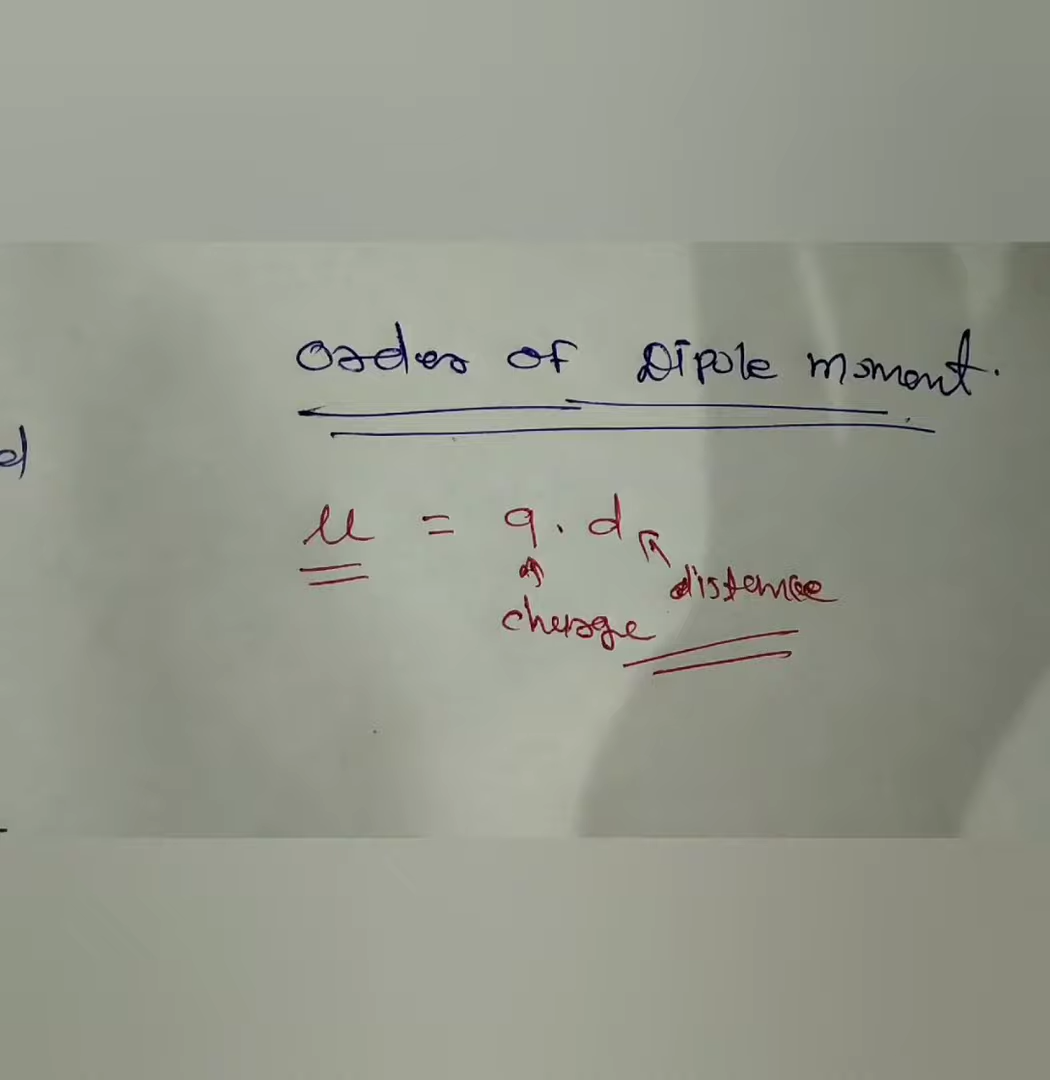 Order of Dipole moment.
d
μ = q . d
distance
charge